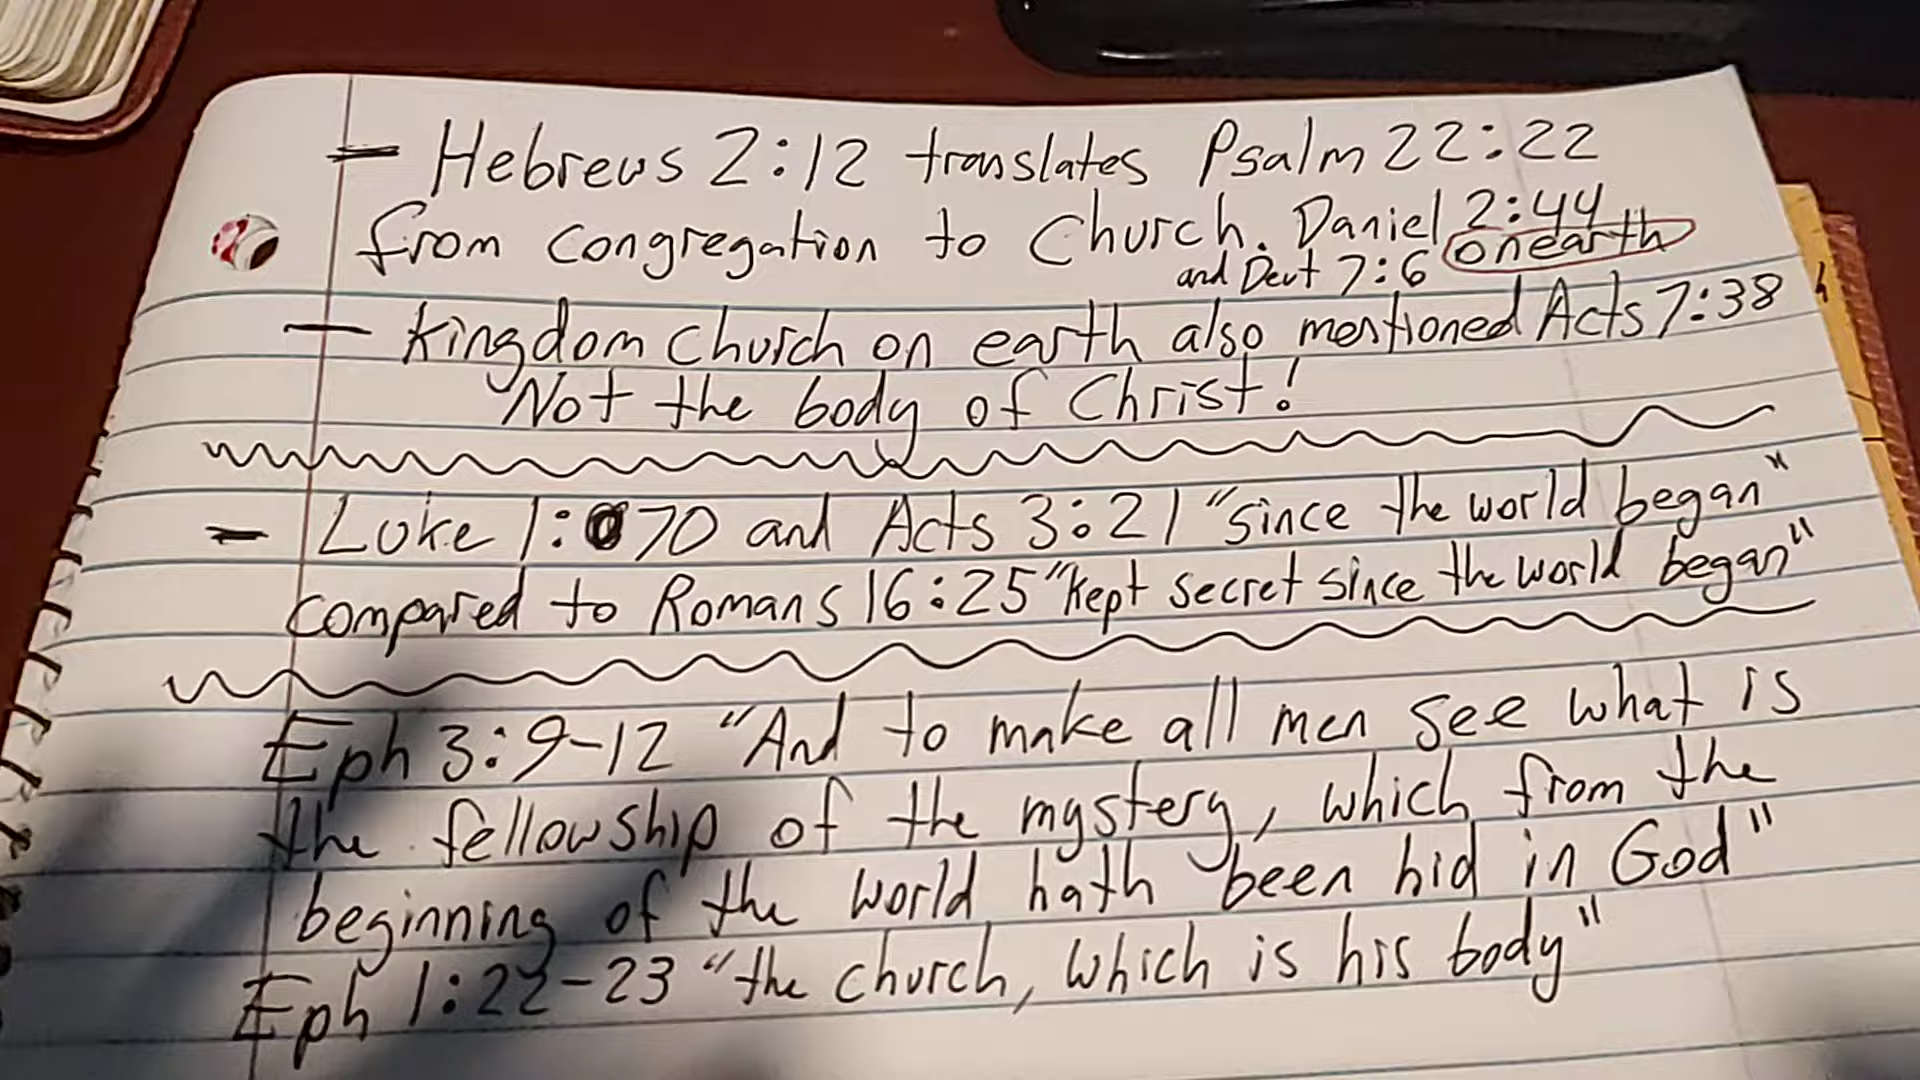 — Hebrews 2:12 translates Psalm 22:22
from congregation to Church. Daniel 2:44
and Deut 7:6 on earth
— Kingdom church on earth also mentioned Acts 7:38
Not the body of Christ!
- Luke 1:70 and Acts 3:21 "since the world began"
compared to Romans 16:25 "kept secret since the world began"
Eph 3:9-12 "And to make all men see what is
the fellowship of the mystery, which from the
beginning of the world hath been hid in God"
Eph 1:22-23 "the church, which is his body"